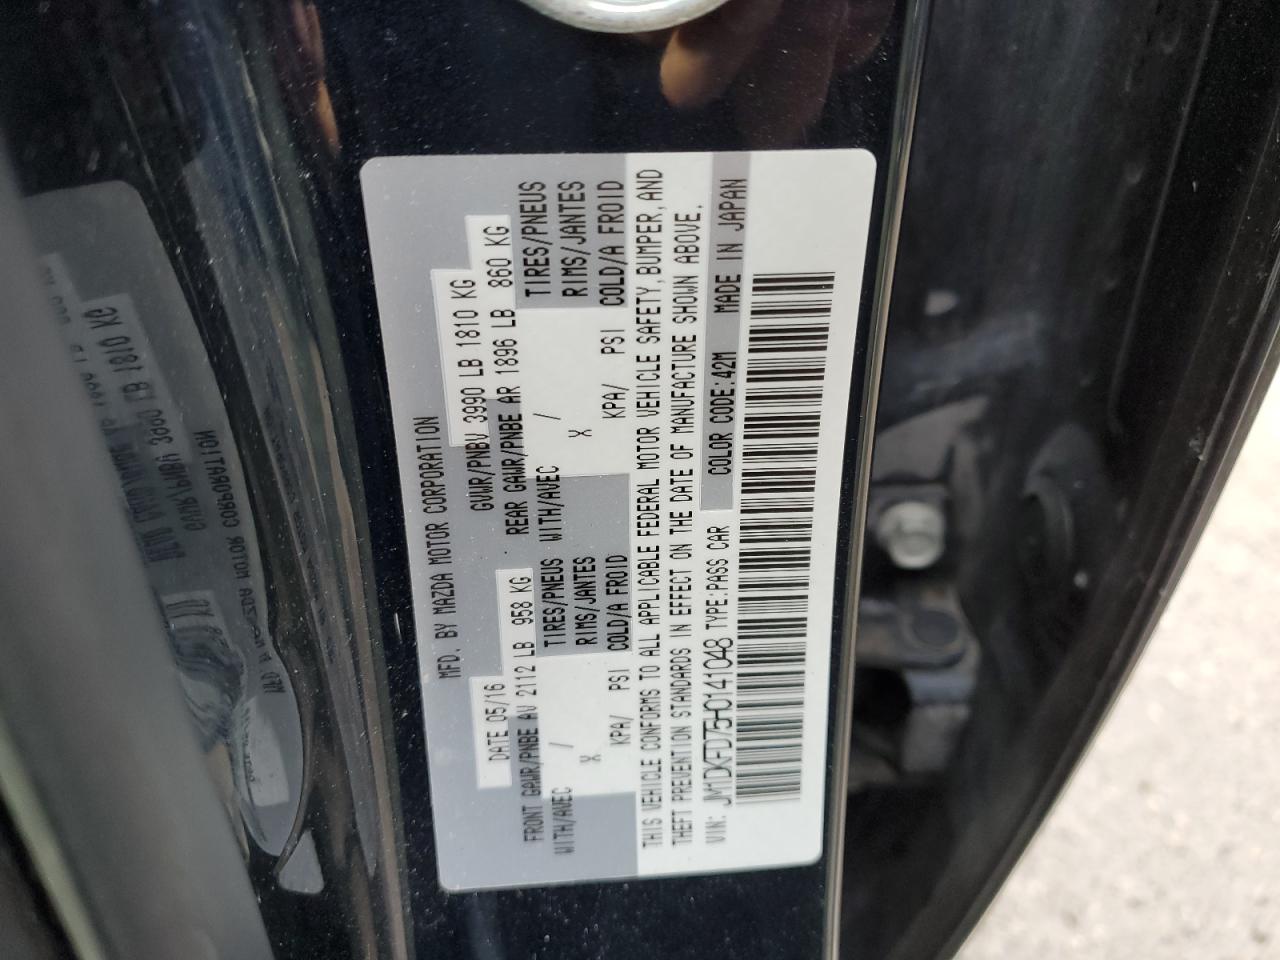 MFD. BY MAZDA MOTOR CORPORATION
DATE 05/16 GVWR/PNBV 3990 LB 1810 KG
FRONT GAWR/PNBE AV 2112 LB 958 KG REAR GAWR/PNBE AR 1896 LB 860 KG
WITH/AVEC / TIRES/PNEUS WITH/AVEC / TIRES/PNEUS
X RIMS/JANTES X RIMS/JANTES
KPA/ PSI COLD/A FROID KPA/ PSI COLD/A FROID
THIS VEHICLE CONFORMS TO ALL APPLICABLE FEDERAL MOTOR VEHICLE SAFETY, BUMPER, AND
THEFT PREVENTION STANDARDS IN EFFECT ON THE DATE OF MANUFACTURE SHOWN ABOVE.
VIN: JM1DKFD75H0141048 TYPE:PASS CAR COLOR CODE:42M MADE IN JAPAN